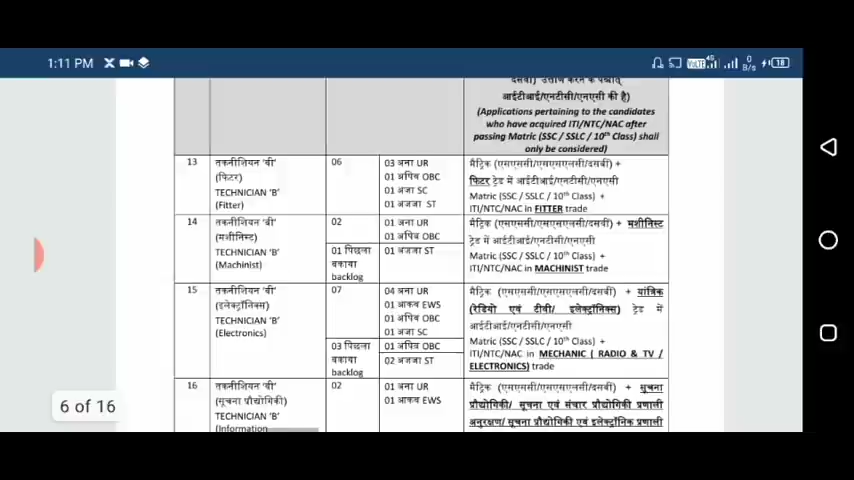 1:11 PM
4G
VoLTE
0 B/s
18
दसवीं) उत्तीर्ण करने के पश्चात्
आईटीआई/एनटीसी/एनएसी की है)
(Applications pertaining to the candidates
who have acquired ITI/NTC/NAC after
passing Matric (SSC / SSLC / 10th Class) shall
only be considered)
13
तकनीशियन 'बी'
(फिटर)
TECHNICIAN 'B'
(Fitter)
06
03 अना UR
01 अपिव OBC
01 अजा SC
01 अजजा ST
मैट्रिक (एसएससी/एसएसएलसी/दसवीं) +
फिटर ट्रेड में आईटीआई/एनटीसी/एनएसी
Matric (SSC / SSLC / 10th Class) +
ITI/NTC/NAC in FITTER trade
14
तकनीशियन 'बी'
(मशीनिस्ट)
TECHNICIAN 'B'
(Machinist)
02
01 अना UR
01 अपिव OBC
01 पिछला
बकाया
backlog
01 अजजा ST
मैट्रिक (एसएससी/एसएसएलसी/दसवीं) + मशीनिस्ट
ट्रेड में आईटीआई/एनटीसी/एनएसी
Matric (SSC / SSLC / 10th Class) +
ITI/NTC/NAC in MACHINIST trade
15
तकनीशियन 'बी'
(इलेक्ट्रॉनिक्स)
TECHNICIAN 'B'
(Electronics)
07
04 अना UR
01 आकव EWS
01 अपिव OBC
01 अजा SC
03 पिछला
बकाया
backlog
01 अपिव OBC
02 अजजा ST
मैट्रिक (एसएससी/एसएसएलसी/दसवीं) + यांत्रिक
(रेडियो एवं टीवी/ इलेक्ट्रॉनिक्स) ट्रेड में
आईटीआई/एनटीसी/एनएसी
Matric (SSC / SSLC / 10th Class) +
ITI/NTC/NAC in MECHANIC ( RADIO & TV /
ELECTRONICS) trade
16
तकनीशियन 'बी'
(सूचना प्रौद्योगिकी)
TECHNICIAN 'B'
(Information
02
01 अना UR
01 आकव EWS
मैट्रिक (एसएससी/एसएसएलसी/दसवीं) + सूचना
प्रौद्योगिकी/ सूचना एवं संचार प्रौद्योगिकी प्रणाली
अनुरक्षण/ सूचना प्रौद्योगिकी एवं इलेक्ट्रॉनिक प्रणाली
6 of 16